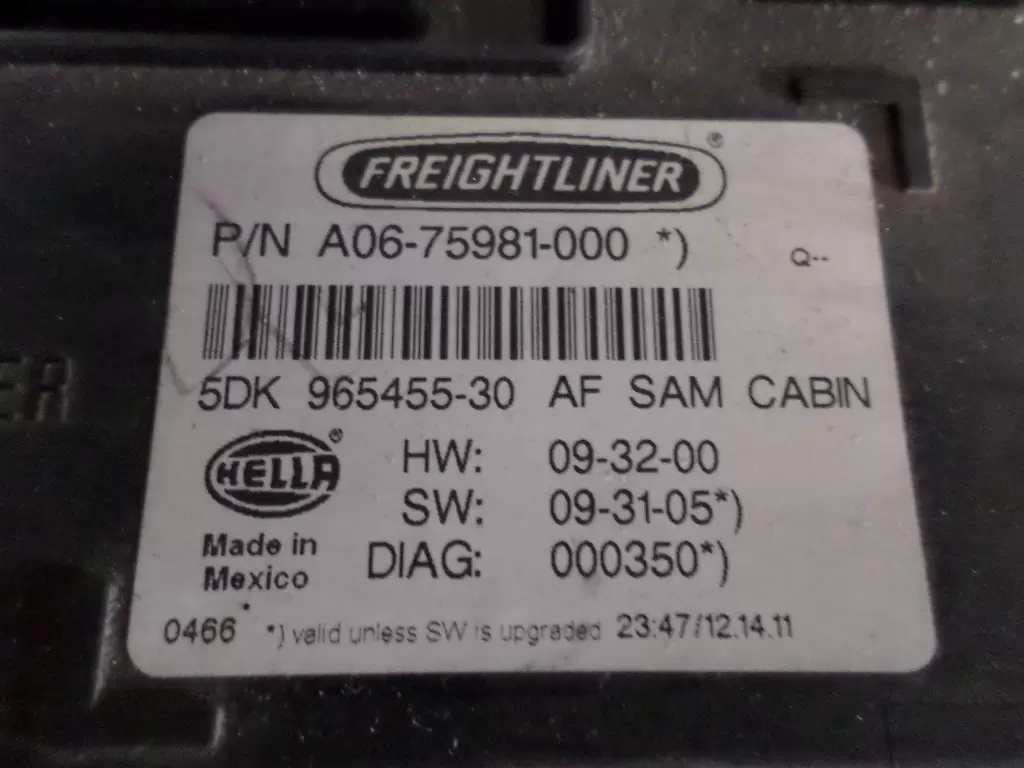 FREIGHTLINER®
P/N A06-75981-000 *)
Q--
5DK 965455-30 AF SAM CABIN
HELLA®
HW: 09-32-00
SW: 09-31-05*)
Made in
Mexico
DIAG: 000350*)
0466 *) valid unless SW is upgraded 23:47/12.14.11
ER